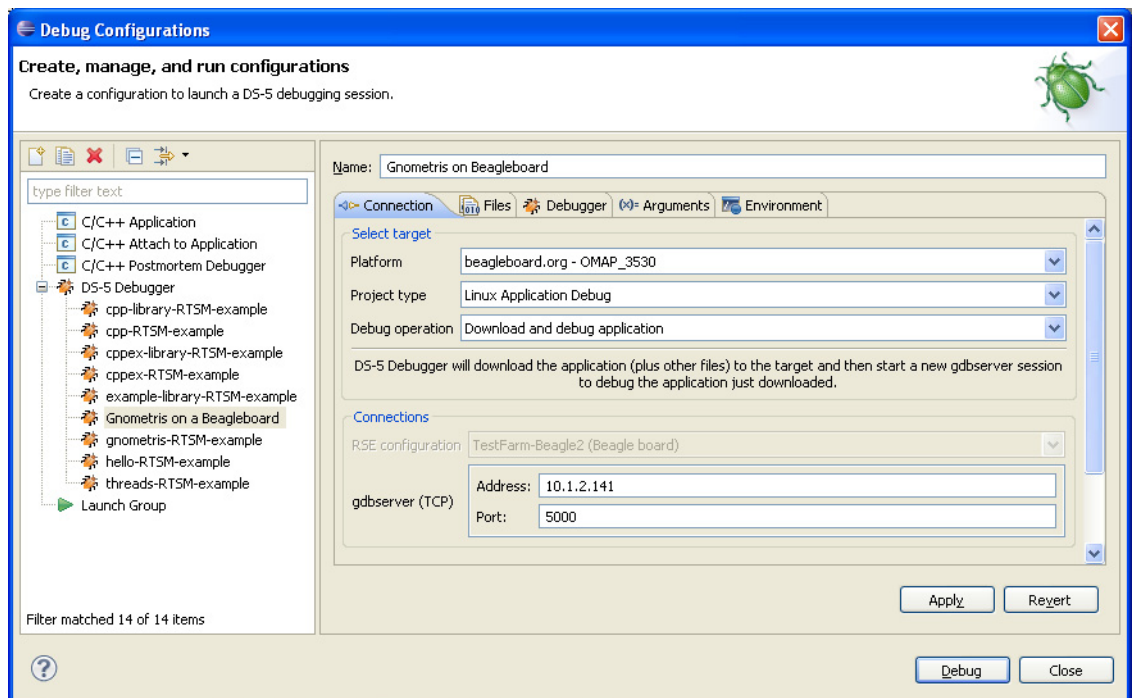 Debug Configurations
Create, manage, and run configurations
Create a configuration to launch a DS-5 debugging session.
type filter text
C/C++ Application
C/C++ Attach to Application
C/C++ Postmortem Debugger
DS-5 Debugger
cpp-library-RTSM-example
cpp-RTSM-example
cppex-library-RTSM-example
cppex-RTSM-example
example-library-RTSM-example
Gnometris on a Beagleboard
gnometris-RTSM-example
hello-RTSM-example
threads-RTSM-example
Launch Group
Filter matched 14 of 14 items
Name: Gnometris on Beagleboard
Connection Files Debugger (x)= Arguments Environment
Select target
Platform beagleboard.org - OMAP_3530
Project type Linux Application Debug
Debug operation Download and debug application
DS-5 Debugger will download the application (plus other files) to the target and then start a new gdbserver session
to debug the application just downloaded.
Connections
RSE configuration TestFarm-Beagle2 (Beagle board)
gdbserver (TCP)
Address: 10.1.2.141
Port: 5000
Apply Revert
? Debug Close